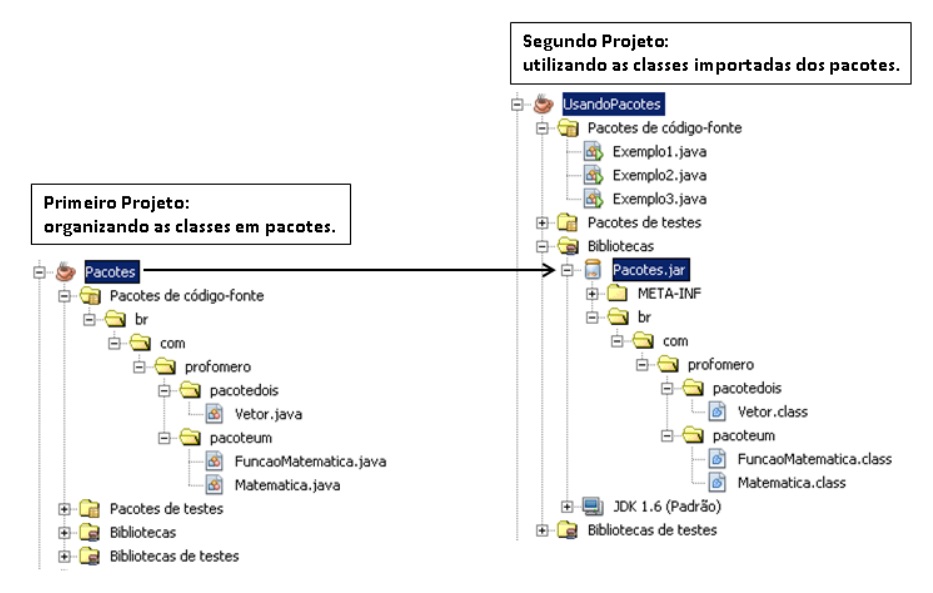 Segundo Projeto:
utilizando as classes importadas dos pacotes.
UsandoPacotes
Pacotes de código-fonte
Exemplo1.java
Exemplo2.java
Exemplo3.java
Pacotes de testes
Bibliotecas
Pacotes.jar
META-INF
br
com
profomero
pacotedois
Vetor.class
pacoteum
FuncaoMatematica.class
Matematica.class
JDK 1.6 (Padrão)
Bibliotecas de testes
Primeiro Projeto:
organizando as classes em pacotes.
Pacotes
Pacotes de código-fonte
br
com
profomero
pacotedois
Vetor.java
pacoteum
FuncaoMatematica.java
Matematica.java
Pacotes de testes
Bibliotecas
Bibliotecas de testes